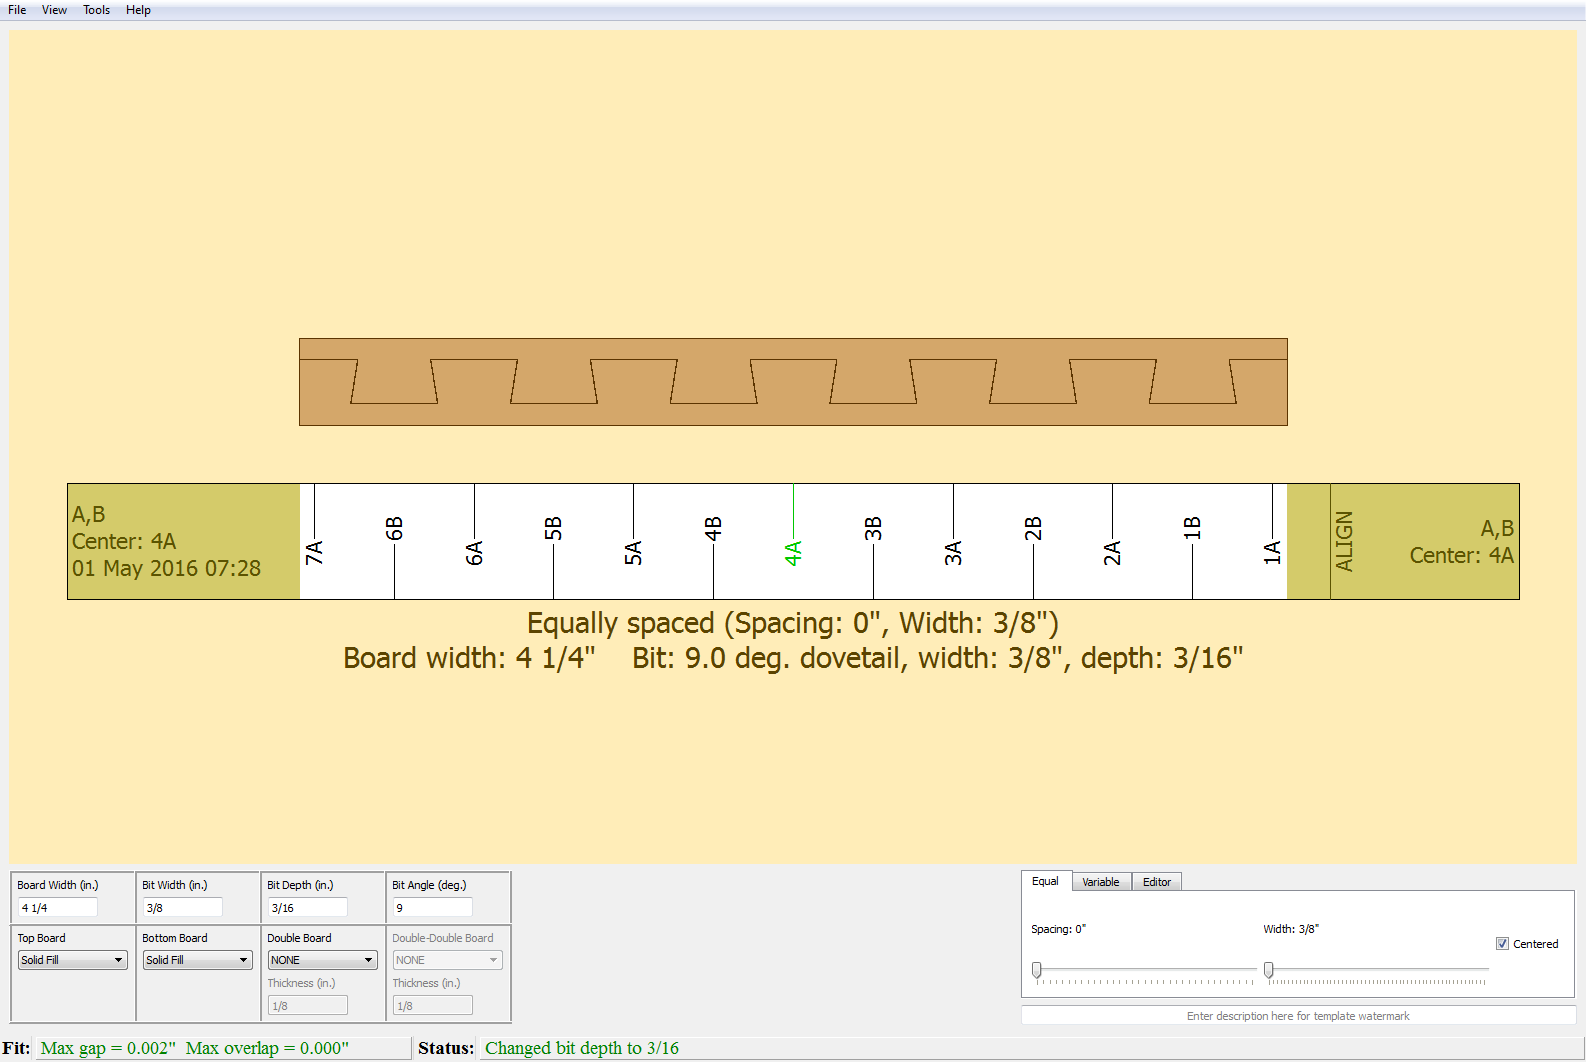 File View Tools Help
A,B
Center: 4A
01 May 2016 07:28
7A 6B 6A 5B 5A 4B 4A 3B 3A 2B 2A 1B 1A
ALIGN
A,B
Center: 4A
Equally spaced (Spacing: 0", Width: 3/8")
Board width: 4 1/4" Bit: 9.0 deg. dovetail, width: 3/8", depth: 3/16"
Board Width (in.) Bit Width (in.) Bit Depth (in.) Bit Angle (deg.)
4 1/4 3/8 3/16 9
Top Board Bottom Board Double Board Double-Double Board
Solid Fill Solid Fill NONE NONE
Thickness (in.) Thickness (in.)
1/8 1/8
Equal Variable Editor
Spacing: 0" Width: 3/8"
Centered
Enter description here for template watermark
Fit: Max gap = 0.002" Max overlap = 0.000" Status: Changed bit depth to 3/16